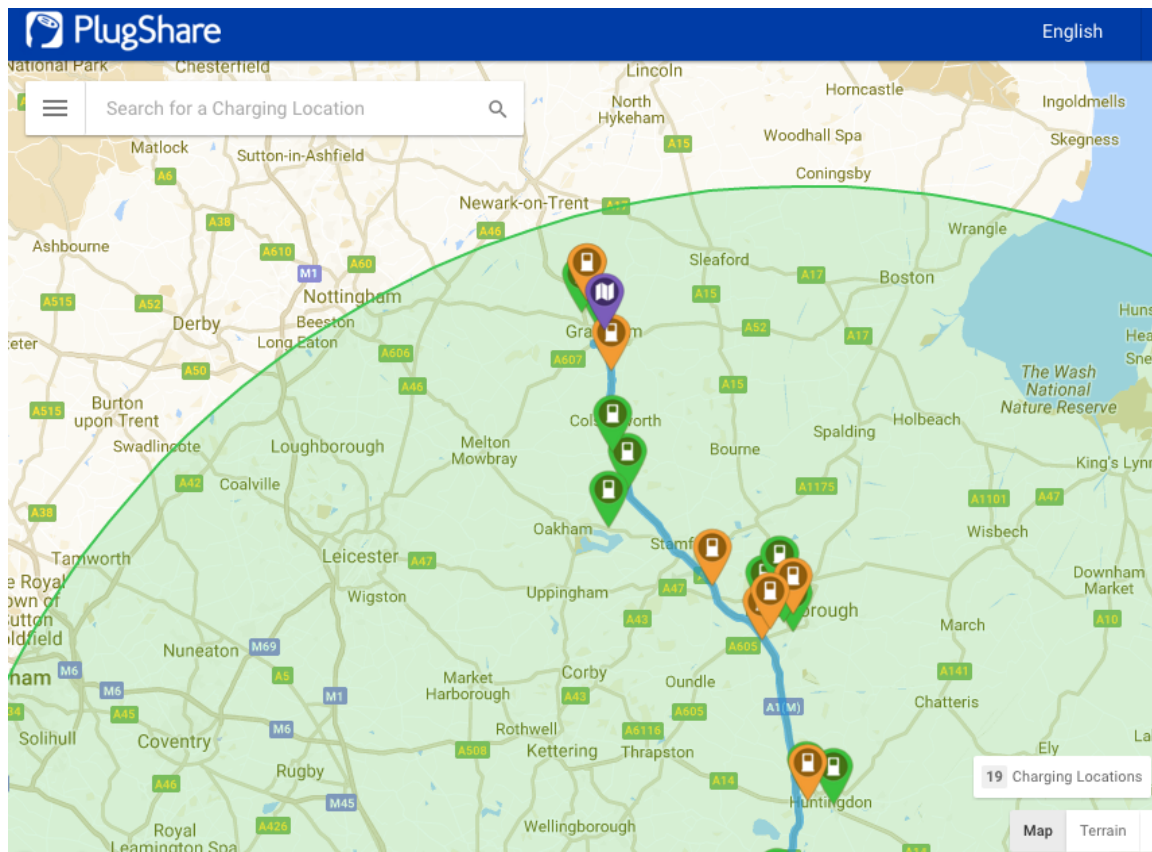 PlugShare
English
National Park
Chesterfield
Lincoln
Horncastle
Search for a Charging Location
North
Hykeham
Ingoldmells
Woodhall Spa
A15
Skegness
Matlock
Sutton-in-Ashfield
Coningsby
A6
Newark-on-Trent
A17
A38
A46
Wrangle
Ashbourne
A610
A60
Sleaford
M1
A17
Boston
Nottingham
A15
A515
A52
Derby
Beeston
Long Eaton
A52
A17
A607
A606
A50
A46
A15
The Wash
National
Nature Reserve
Burton
upon Trent
A515
Holbeach
Swadlincote
Loughborough
Melton
Mowbray
Spalding
Bourne
King's Lynn
A42
Coalville
A1175
A1101
A47
A38
Oakham
Wisbech
Tamworth
Leicester
A47
A47
Uppingham
Downham
Market
Wigston
A43
March
A10
Nuneaton
M69
A605
M6
A5
Market
Harborough
Corby
Oundle
A141
M6
M1
A43
A605
A1(M)
Chatteris
A45
M6
Rothwell
A6116
Solihull
Coventry
A508
Kettering
Thrapston
Ely
Rugby
A14
19 Charging Locations
A46
M45
Huntingdon
Royal
Leamington Spa
A426
Wellingborough
Map
Terrain
A14